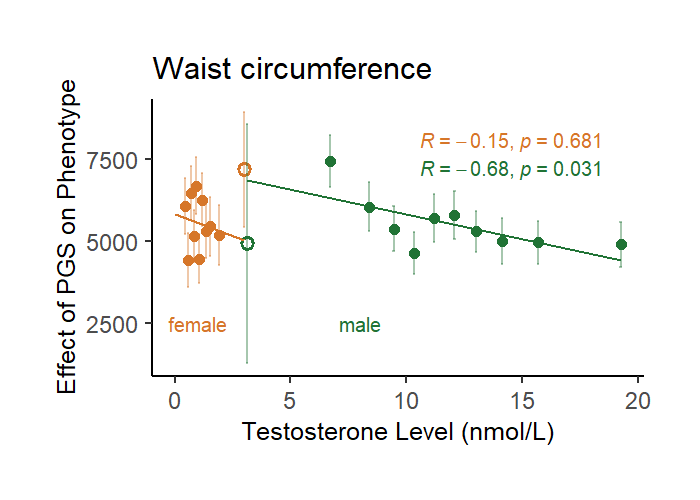 Waist circumference
Effect of PGS on Phenotype
7500
5000
2500
R = −0.15, p = 0.681
R = −0.68, p = 0.031
female
male
0 5 10 15 20
Testosterone Level (nmol/L)